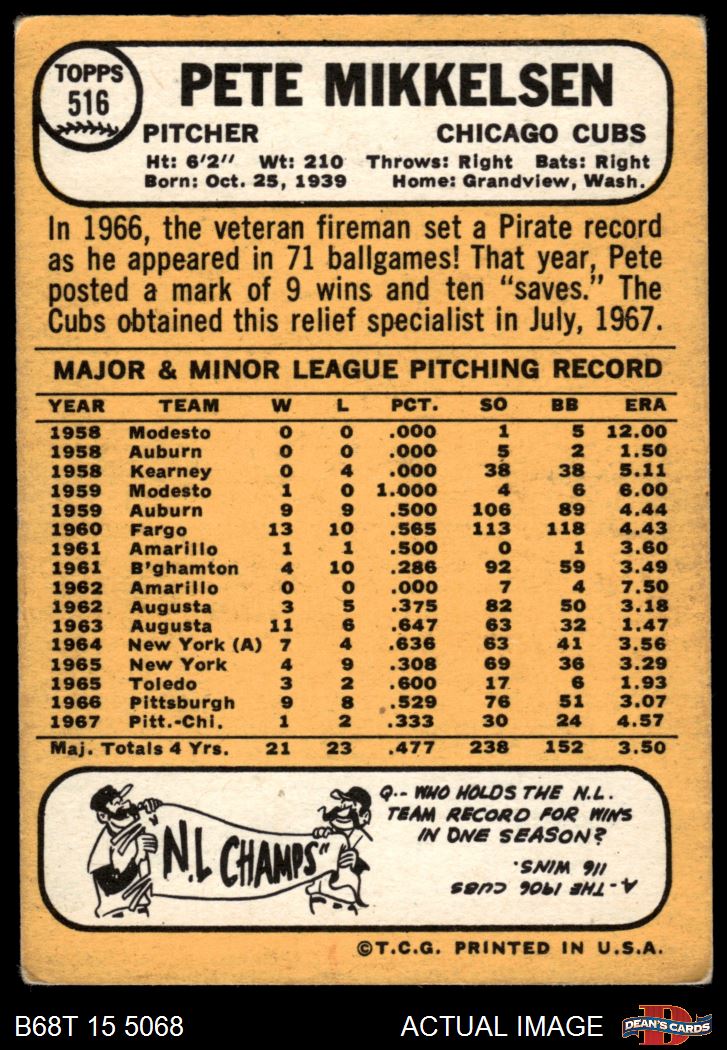 TOPPS
516
PETE MIKKELSEN
PITCHER CHICAGO CUBS
Ht: 6'2" Wt: 210 Throws: Right Bats: Right
Born: Oct. 25, 1939 Home: Grandview, Wash.
In 1966, the veteran fireman set a Pirate record
as he appeared in 71 ballgames! That year, Pete
posted a mark of 9 wins and ten “saves.” The
Cubs obtained this relief specialist in July, 1967.
MAJOR & MINOR LEAGUE PITCHING RECORD
YEAR TEAM W L PCT. SO BB ERA
1958 Modesto 0 0 .000 1 5 12.00
1958 Auburn 0 0 .000 5 2 1.50
1958 Kearney 0 4 .000 38 38 5.11
1959 Modesto 1 0 1.000 4 6 6.00
1959 Auburn 9 9 .500 106 89 4.44
1960 Fargo 13 10 .565 113 118 4.43
1961 Amarillo 1 1 .500 0 1 3.60
1961 B'ghamton 4 10 .286 92 59 3.49
1962 Amarillo 0 0 .000 7 4 7.50
1962 Augusta 3 5 .375 82 50 3.18
1963 Augusta 11 6 .647 63 32 1.47
1964 New York (A) 7 4 .636 63 41 3.56
1965 New York 4 9 .308 69 36 3.29
1965 Toledo 3 2 .600 17 6 1.93
1966 Pittsburgh 9 8 .529 76 51 3.07
1967 Pitt.-Chi. 1 2 .333 30 24 4.57
Maj. Totals 4 Yrs. 21 23 .477 238 152 3.50
"N.L CHAMPS"
Q.-- WHO HOLDS THE N.L.
TEAM RECORD FOR WINS
IN ONE SEASON?
A-THE 1906 CUBS
116 WINS.
©T.C.G. PRINTED IN U.S.A.
B68T 15 5068 ACTUAL IMAGE
D
DEAN'S CARDS